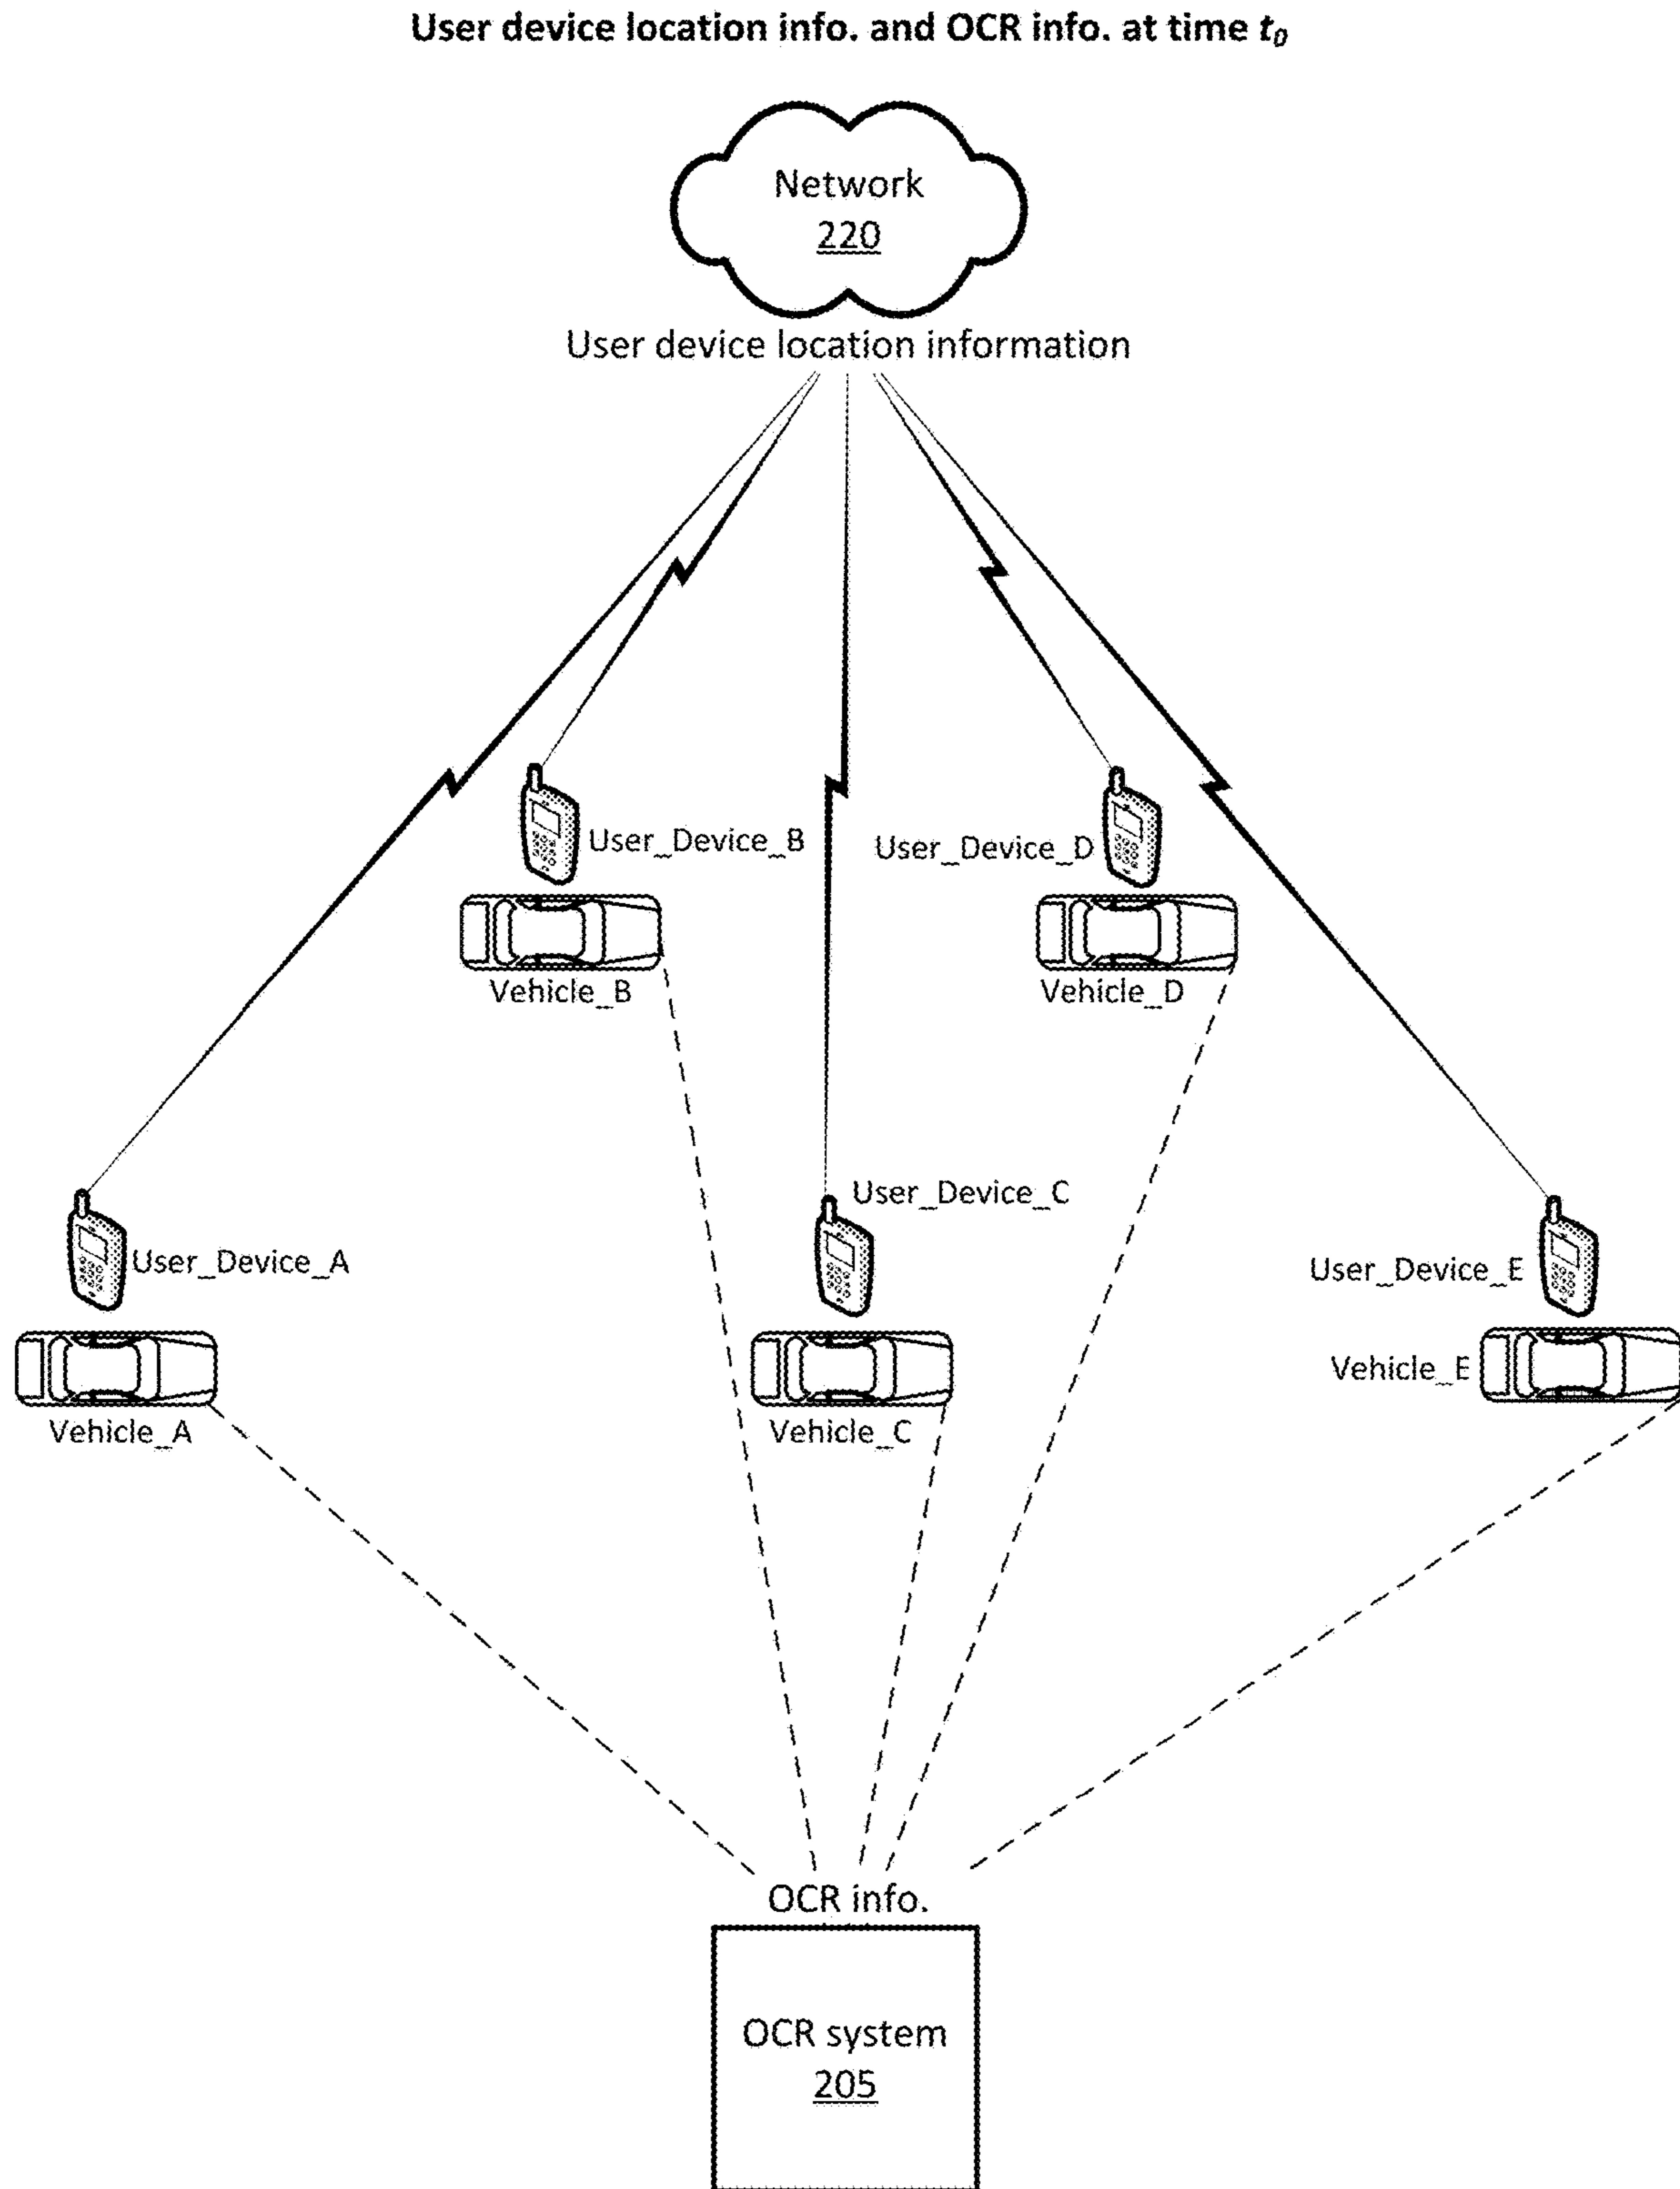 User device location info. and OCR info. at time t0
Network
220
User device location information
User_Device_B
User_Device_D
Vehicle_B
Vehicle_D
User_Device_C
User_Device_A
User_Device_E
Vehicle_E
Vehicle_A
Vehicle_C
OCR info.
OCR system
205